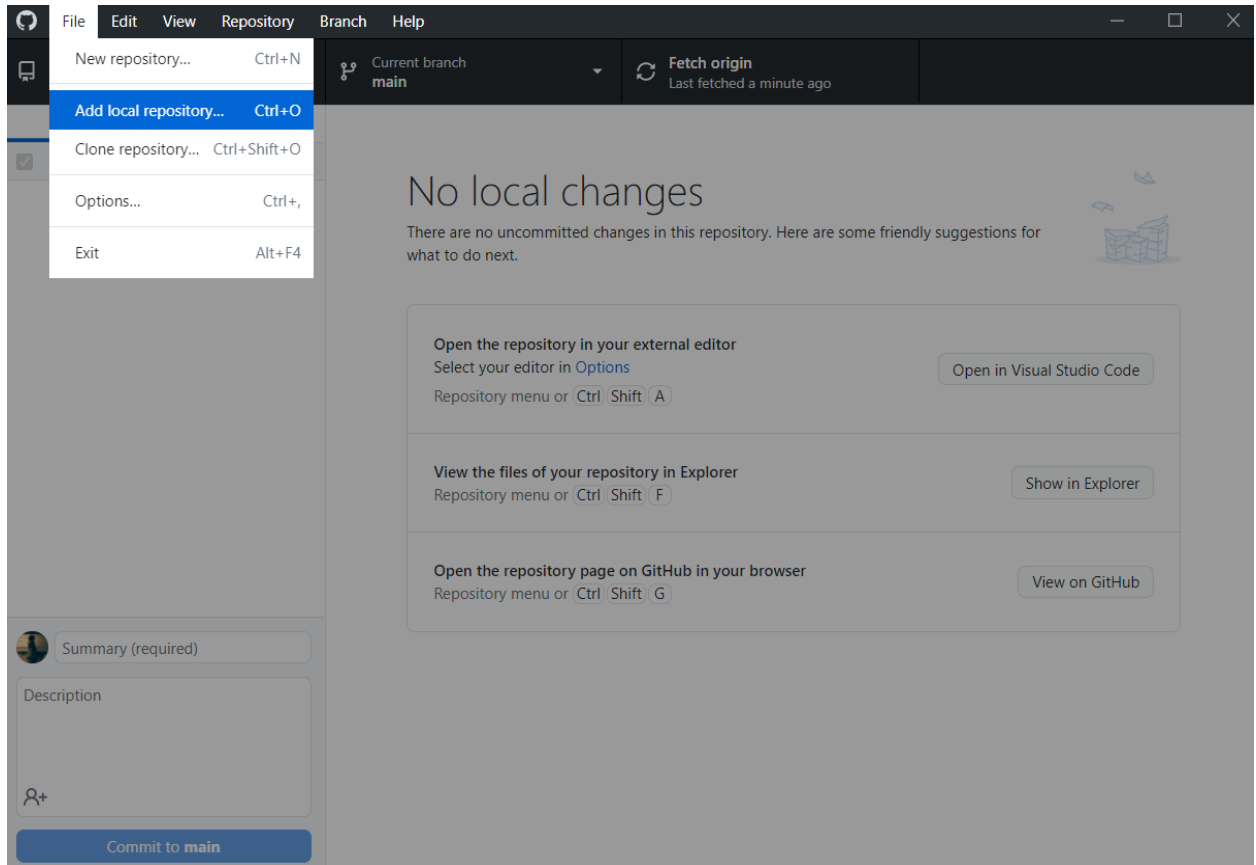 File Edit View Repository Branch Help
New repository... Ctrl+N
Add local repository... Ctrl+O
Clone repository... Ctrl+Shift+O
Options... Ctrl+,
Exit Alt+F4
Current branch
main
Fetch origin
Last fetched a minute ago
No local changes
There are no uncommitted changes in this repository. Here are some friendly suggestions for
what to do next.
Open the repository in your external editor
Select your editor in Options
Repository menu or Ctrl Shift A
Open in Visual Studio Code
View the files of your repository in Explorer
Repository menu or Ctrl Shift F
Show in Explorer
Open the repository page on GitHub in your browser
Repository menu or Ctrl Shift G
View on GitHub
Summary (required)
Description
Commit to main